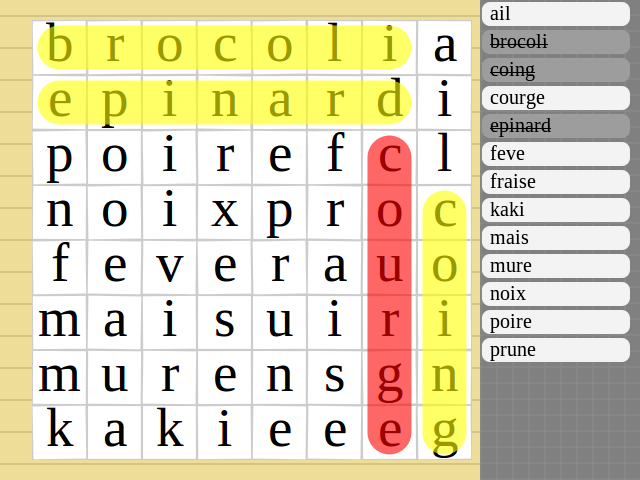 b r o c o l i a
e p i n a r d i
p o i r e f c l
n o i x p r o c
f e v e r a u o
m a i s u i r i
m u r e n s g n
k a k i e e e g
ail
brocoli
coing
courge
epinard
feve
fraise
kaki
mais
mure
noix
poire
prune